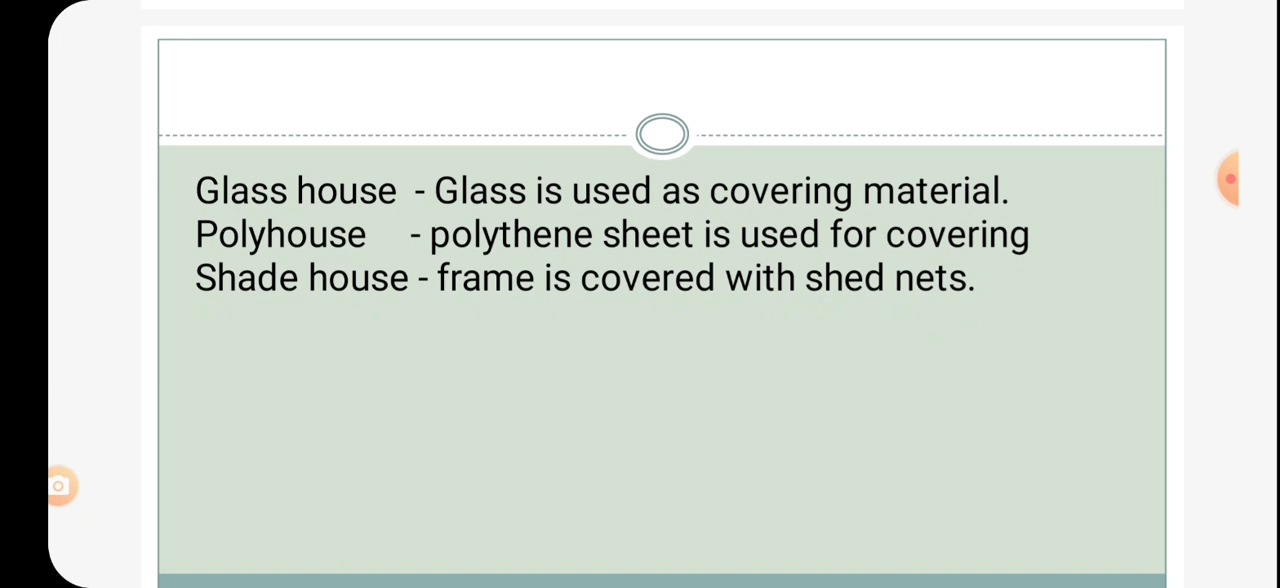 Glass house - Glass is used as covering material.
Polyhouse - polythene sheet is used for covering
Shade house - frame is covered with shed nets.